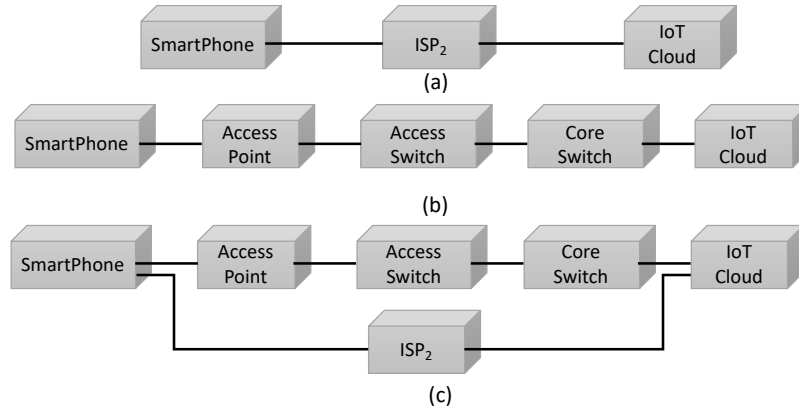 SmartPhone
ISP₂
IoT
Cloud
(a)
SmartPhone
Access
Point
Access
Switch
Core
Switch
IoT
Cloud
(b)
SmartPhone
Access
Point
Access
Switch
Core
Switch
IoT
Cloud
ISP₂
(c)